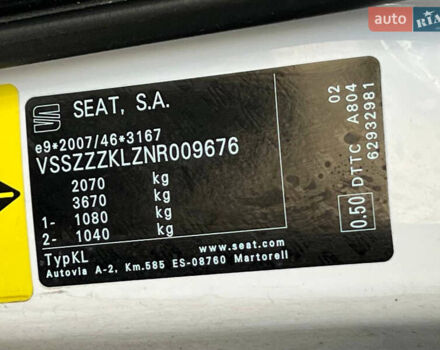 auto
RIA
SEAT, S.A.
e9*2007/46*3167
VSSZZZKLZNR009676
2070 kg
3670 kg
1- 1080 kg
2- 1040 kg
TypKL
www.seat.com
Autovia A-2, Km.585 ES-08760 Martorell
02
0.50 DTTC A804
62932981